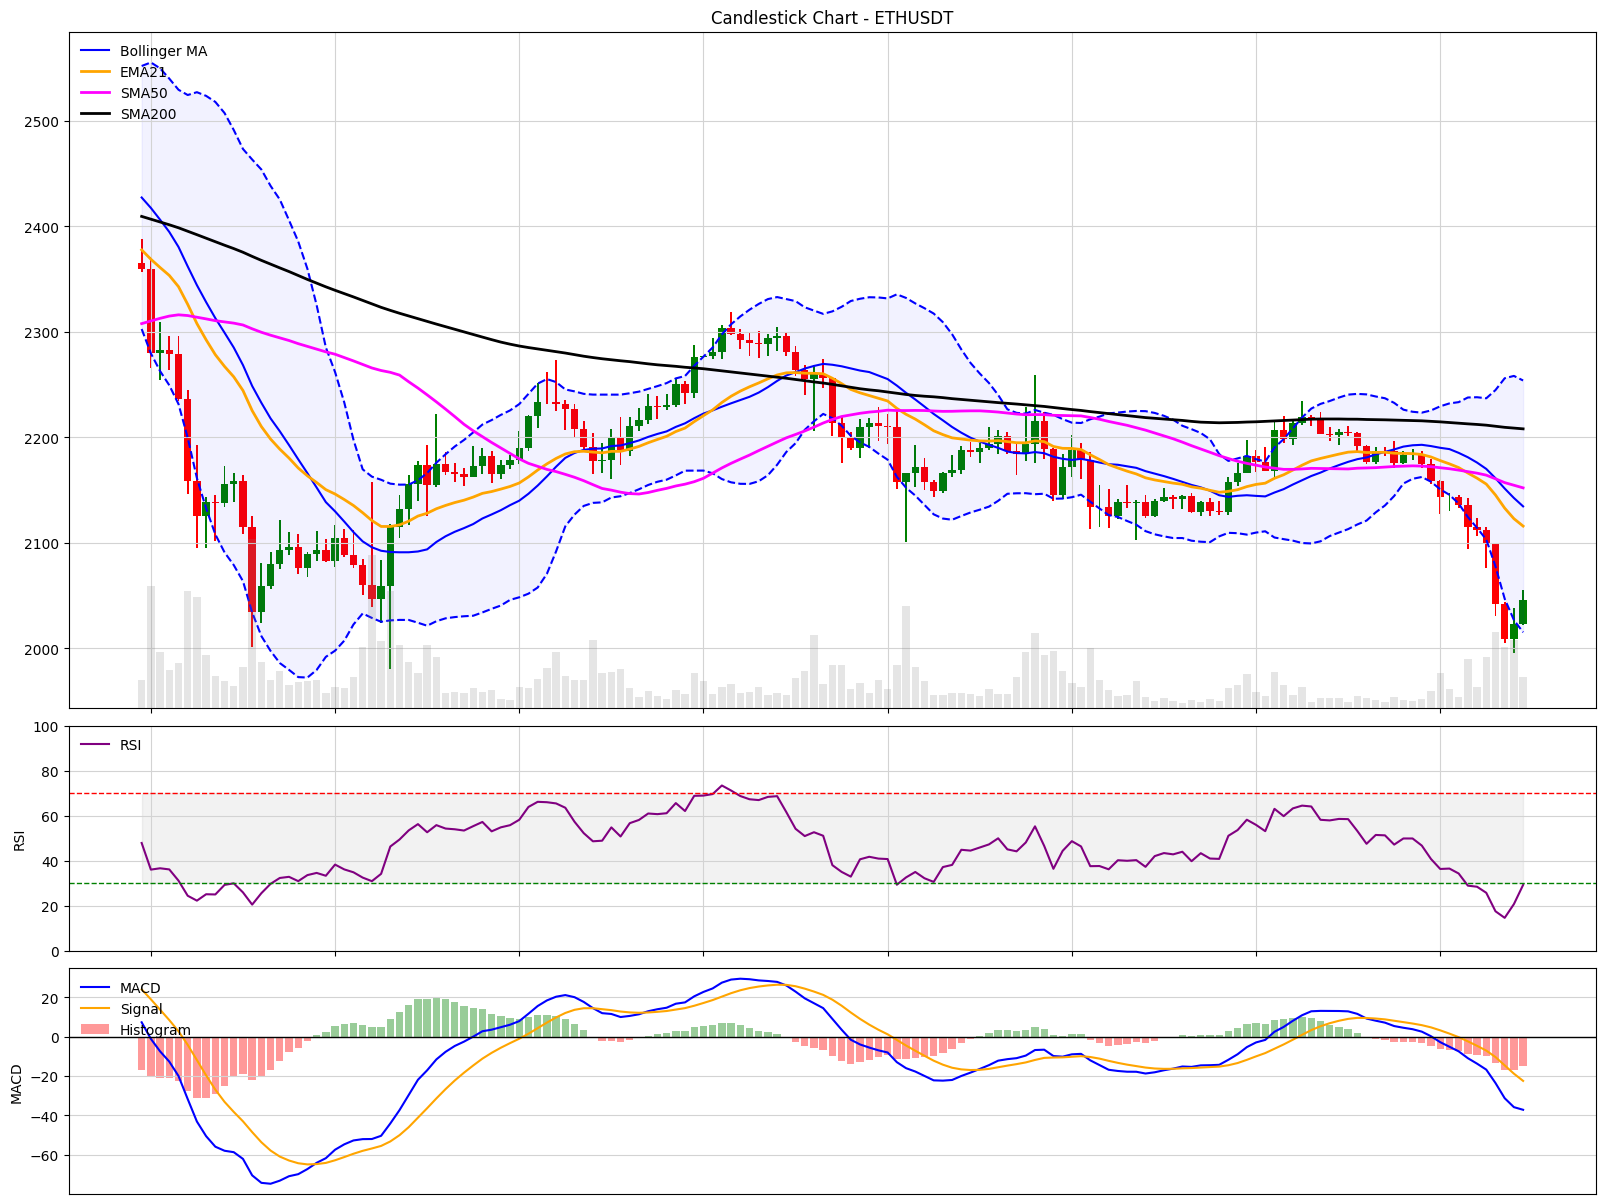 Candlestick Chart - ETHUSDT
Bollinger MA
EMA21
SMA50
SMA200
2500
2400
2300
2200
2100
2000
RSI
100
80
60
40
20
0
RSI
MACD
Signal
Histogram
20
0
−20
−40
−60
MACD